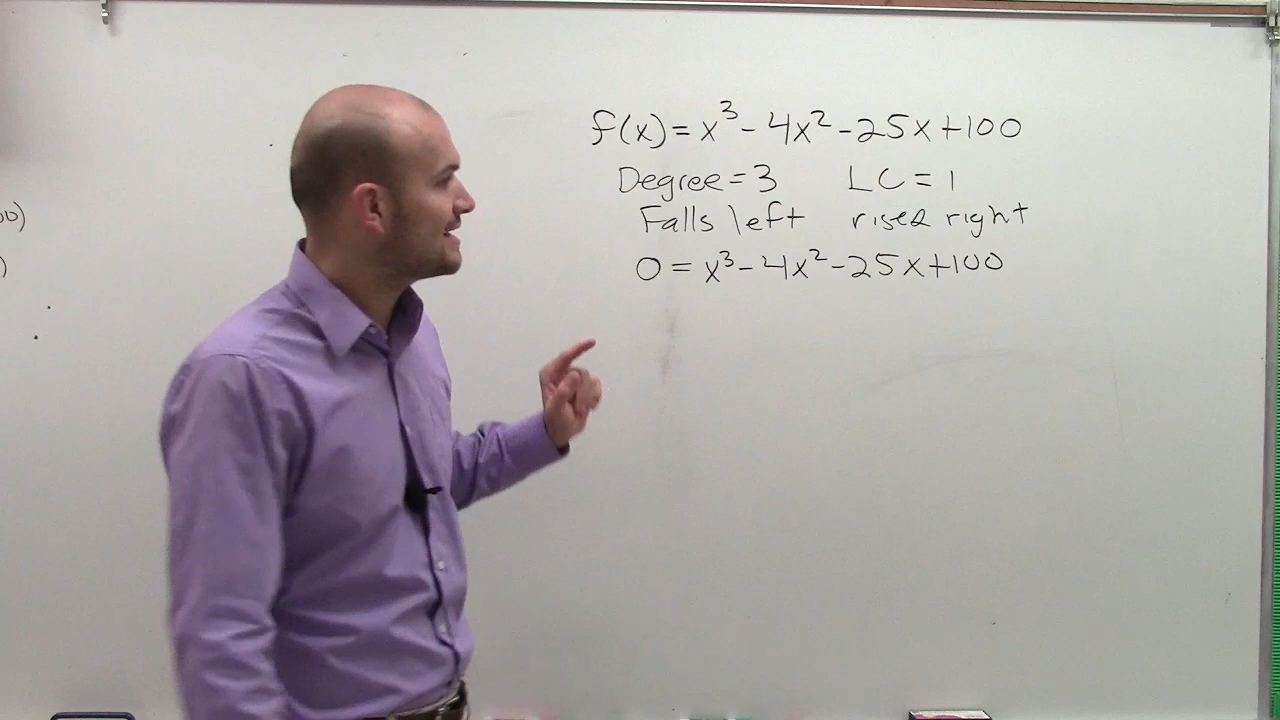 f(x) = x³ - 4x² - 25x + 100
Degree = 3 LC = 1
Falls left rises right
0 = x³ - 4x² - 25x + 100